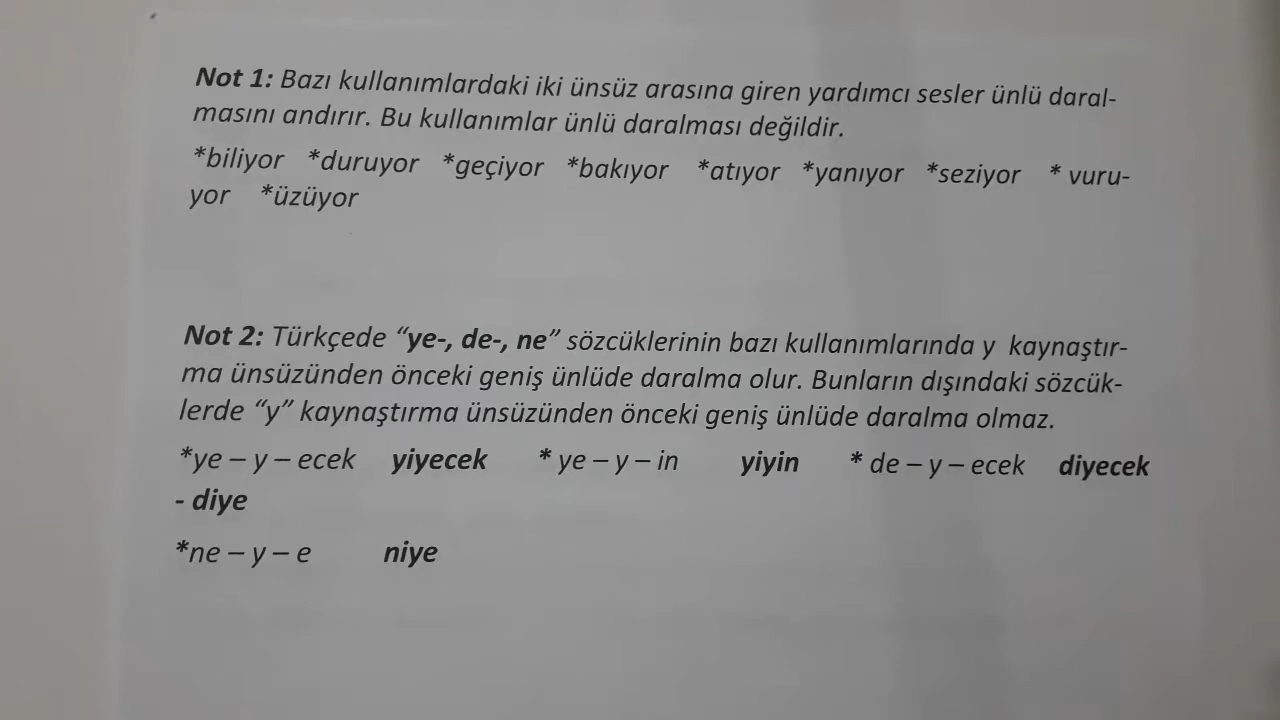 Not 1: Bazı kullanımlardaki iki ünsüz arasına giren yardımcı sesler ünlü daral-
masını andırır. Bu kullanımlar ünlü daralması değildir.
*biliyor *duruyor *geçiyor *bakıyor *atıyor *yanıyor *seziyor * vuru-
yor *üzüyor
Not 2: Türkçede “ye-, de-, ne” sözcüklerinin bazı kullanımlarında y kaynaştır-
ma ünsüzünden önceki geniş ünlüde daralma olur. Bunların dışındaki sözcük-
lerde “y” kaynaştırma ünsüzünden önceki geniş ünlüde daralma olmaz.
*ye – y – ecek yiyecek * ye – y – in yiyin * de – y – ecek diyecek
- diye
*ne – y – e niye